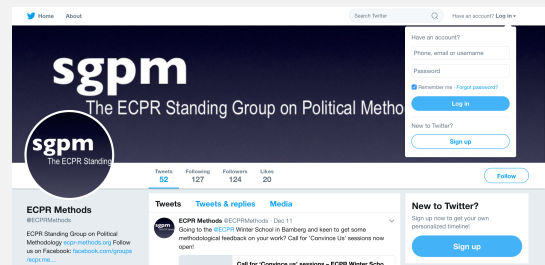 Home About
Search Twitter
Have an account? Log in
sgpm
The ECPR Standing Group on Political Metho
Have an account?
Phone, email or username
Password
Remember me · Forgot password?
Log in
New to Twitter?
Sign up
sgpm
The ECPR Standing
Tweets Following Followers Likes
52 127 124 20
Follow
ECPR Methods
@ECPRMethods
ECPR Standing Group on Political
Methodology ecpr-methods.org Follow
us on Facebook: facebook.com/groups
/ecpr.me...
Tweets Tweets & replies Media
sgpm
ECPR Methods @ECPRMethods · Dec 11
Going to the @ECPR Winter School in Bamberg and keen to get some
methodological feedback on your work? Call for 'Convince Us' sessions now
open!
Call for 'Convince us' sessions – ECPR Winter Scho
New to Twitter?
Sign up now to get your own
personalized timeline!
Sign up